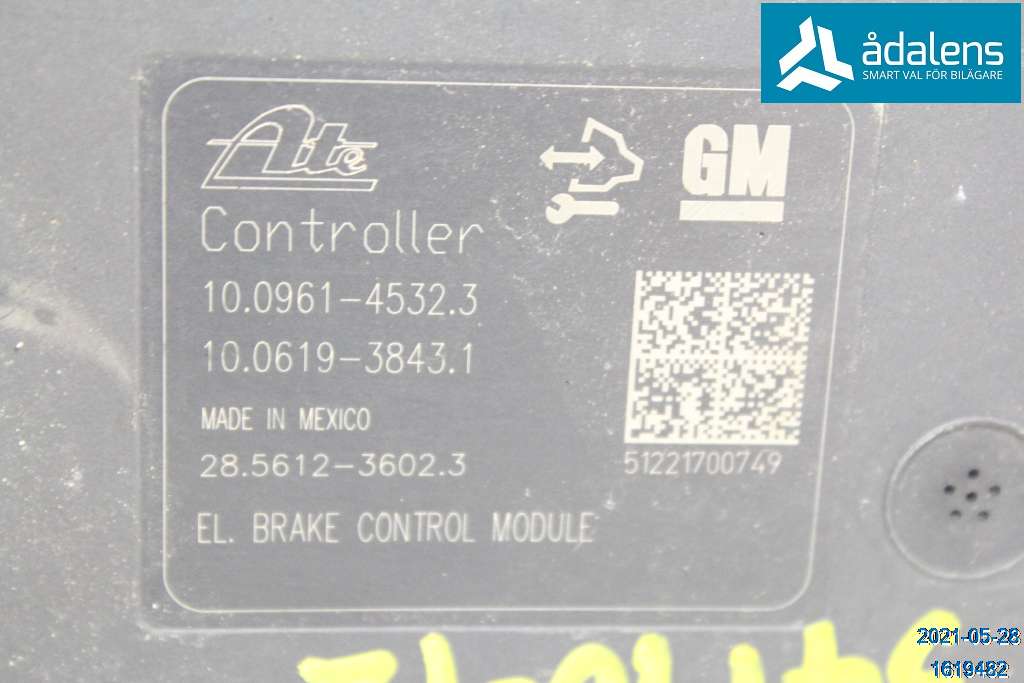 ådalens
SMART VAL FÖR BILÄGARE
Ate
GM
Controller
10.0961-4532.3
10.0619-3843.1
MADE IN MEXICO
28.5612-3602.3
51221700749
EL. BRAKE CONTROL MODULE
2021-05-28
1619482